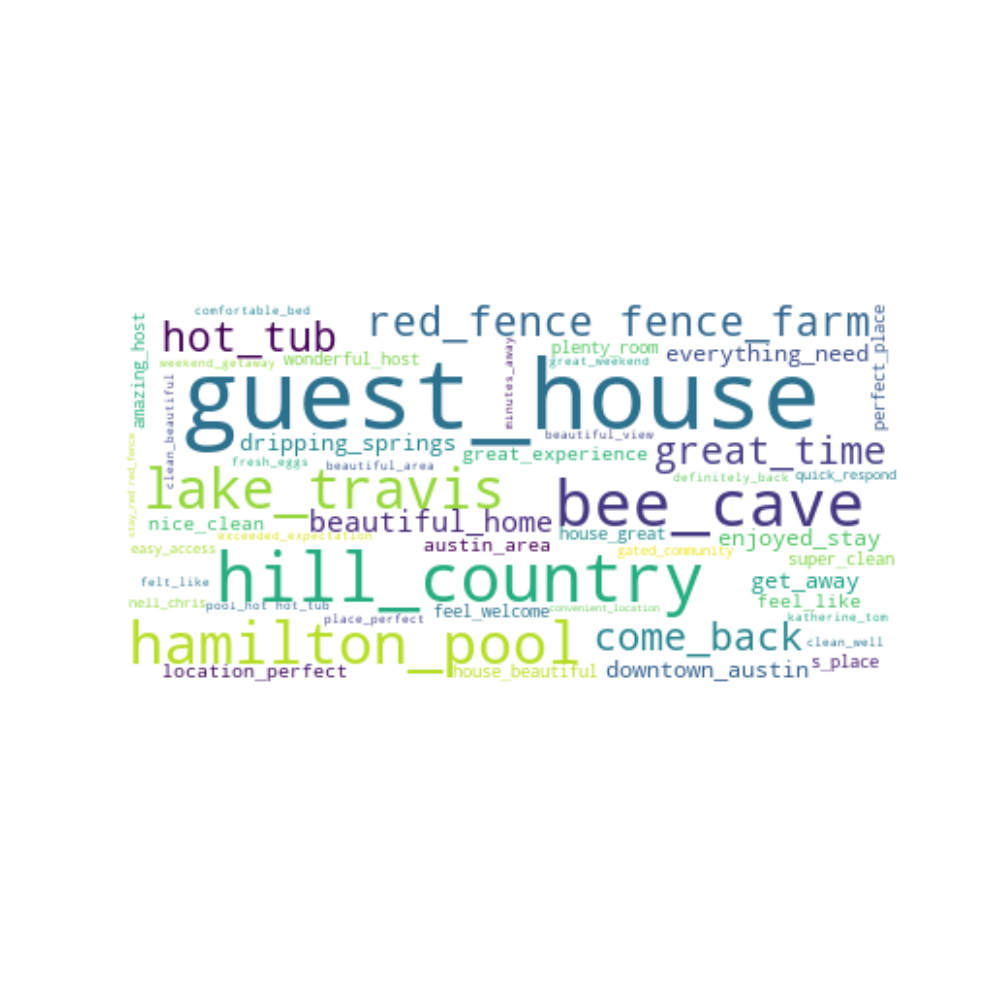 comfortable_bed
amazing_host
hot_tub
red_fence fence_farm
perfect_place
weekend_getaway
wonderful_host
minutes_away
plenty_room
great_weekend
everything_need
clean_beautiful
guest_house
stay_red red_fence
dripping_springs
beautiful_view
great_experience
great_time
fresh_eggs
beautiful_area
definitely_back
quick_respond
lake_travis
bee_cave
nice_clean
beautiful_home
house_great
enjoyed_stay
exceeded_expectation
easy_access
austin_area
gated_community
super_clean
felt_like
hill_country
get_away
nell_chris
pool_hot hot_tub
feel_welcome
convenient_location
feel_like
place_perfect
katherine_tom
hamilton_pool
come_back
clean_well
location_perfect
house_beautiful
downtown_austin
s_place